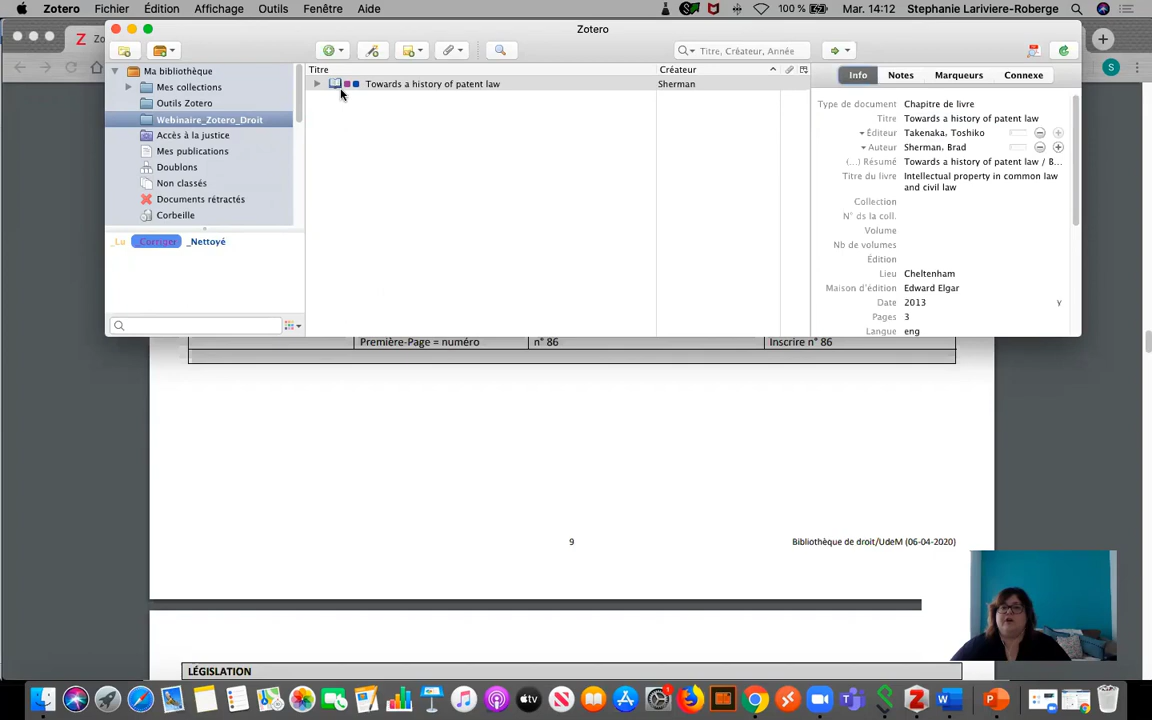 Zotero Fichier Édition Affichage Outils Fenêtre Aide 100 % Mar. 14:12 Stephanie Lariviere-Roberge
Zotero
Titre, Créateur, Année
Ma bibliothèque
Mes collections
Outils Zotero
Webinaire_Zotero_Droit
Accès à la justice
Mes publications
Doublons
Non classés
Documents rétractés
Corbeille
_Lu _Corriger _Nettoyé
Titre Créateur
Towards a history of patent law Sherman
Info Notes Marqueurs Connexe
Type de document Chapitre de livre
Titre Towards a history of patent law
Éditeur Takenaka, Toshiko
Auteur Sherman, Brad
(...) Résumé Towards a history of patent law / B...
Titre du livre Intellectual property in common law
and civil law
Collection
N° ds la coll.
Volume
Nb de volumes
Édition
Lieu Cheltenham
Maison d'édition Edward Elgar
Date 2013 y
Pages 3
Langue eng
Première-Page = numéro n° 86 Inscrire n° 86
9 Bibliothèque de droit/UdeM (06-04-2020)
LÉGISLATION